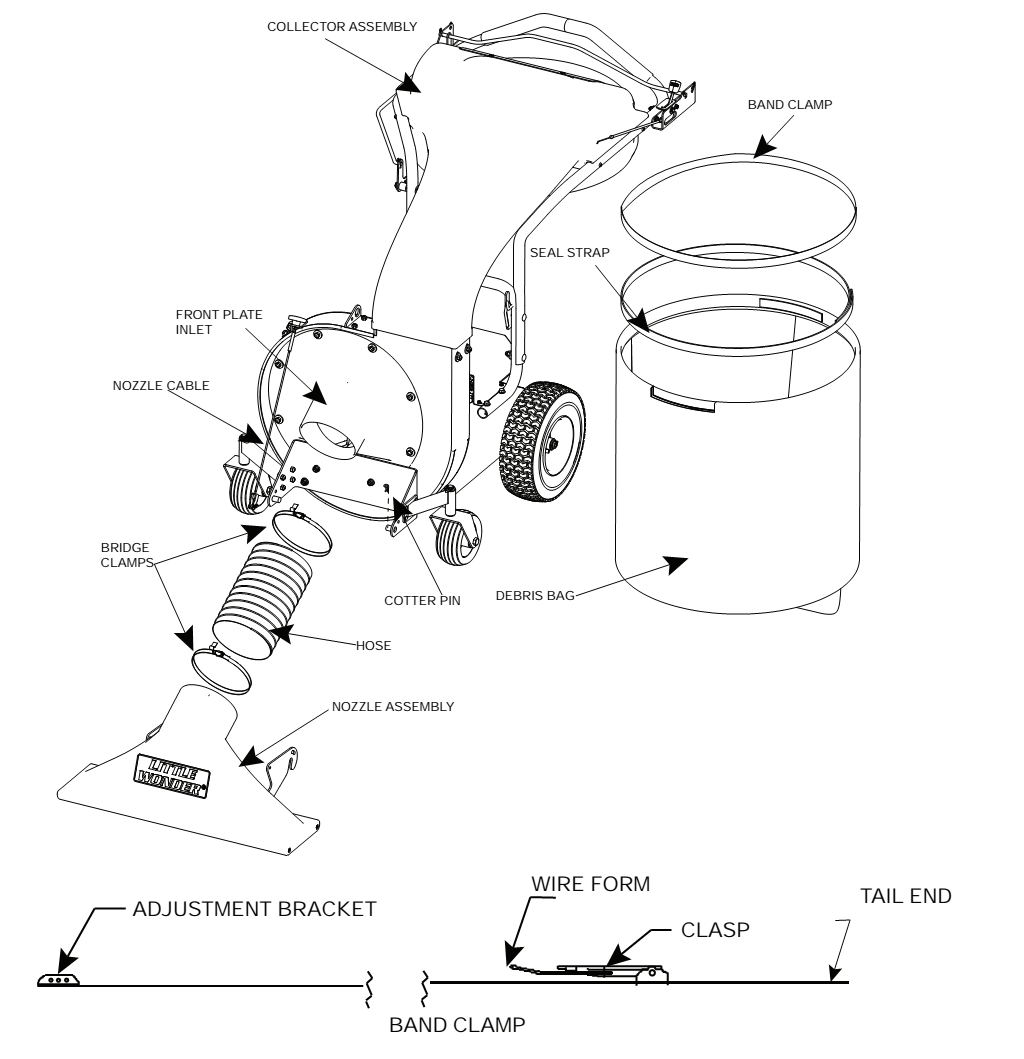 COLLECTOR ASSEMBLY
BAND CLAMP
SEAL STRAP
FRONT PLATE
INLET
NOZZLE CABLE
BRIDGE
CLAMPS
COTTER PIN
DEBRIS BAG
HOSE
NOZZLE ASSEMBLY
LITTLE
WONDER®
WIRE FORM
TAIL END
ADJUSTMENT BRACKET
CLASP
BAND CLAMP